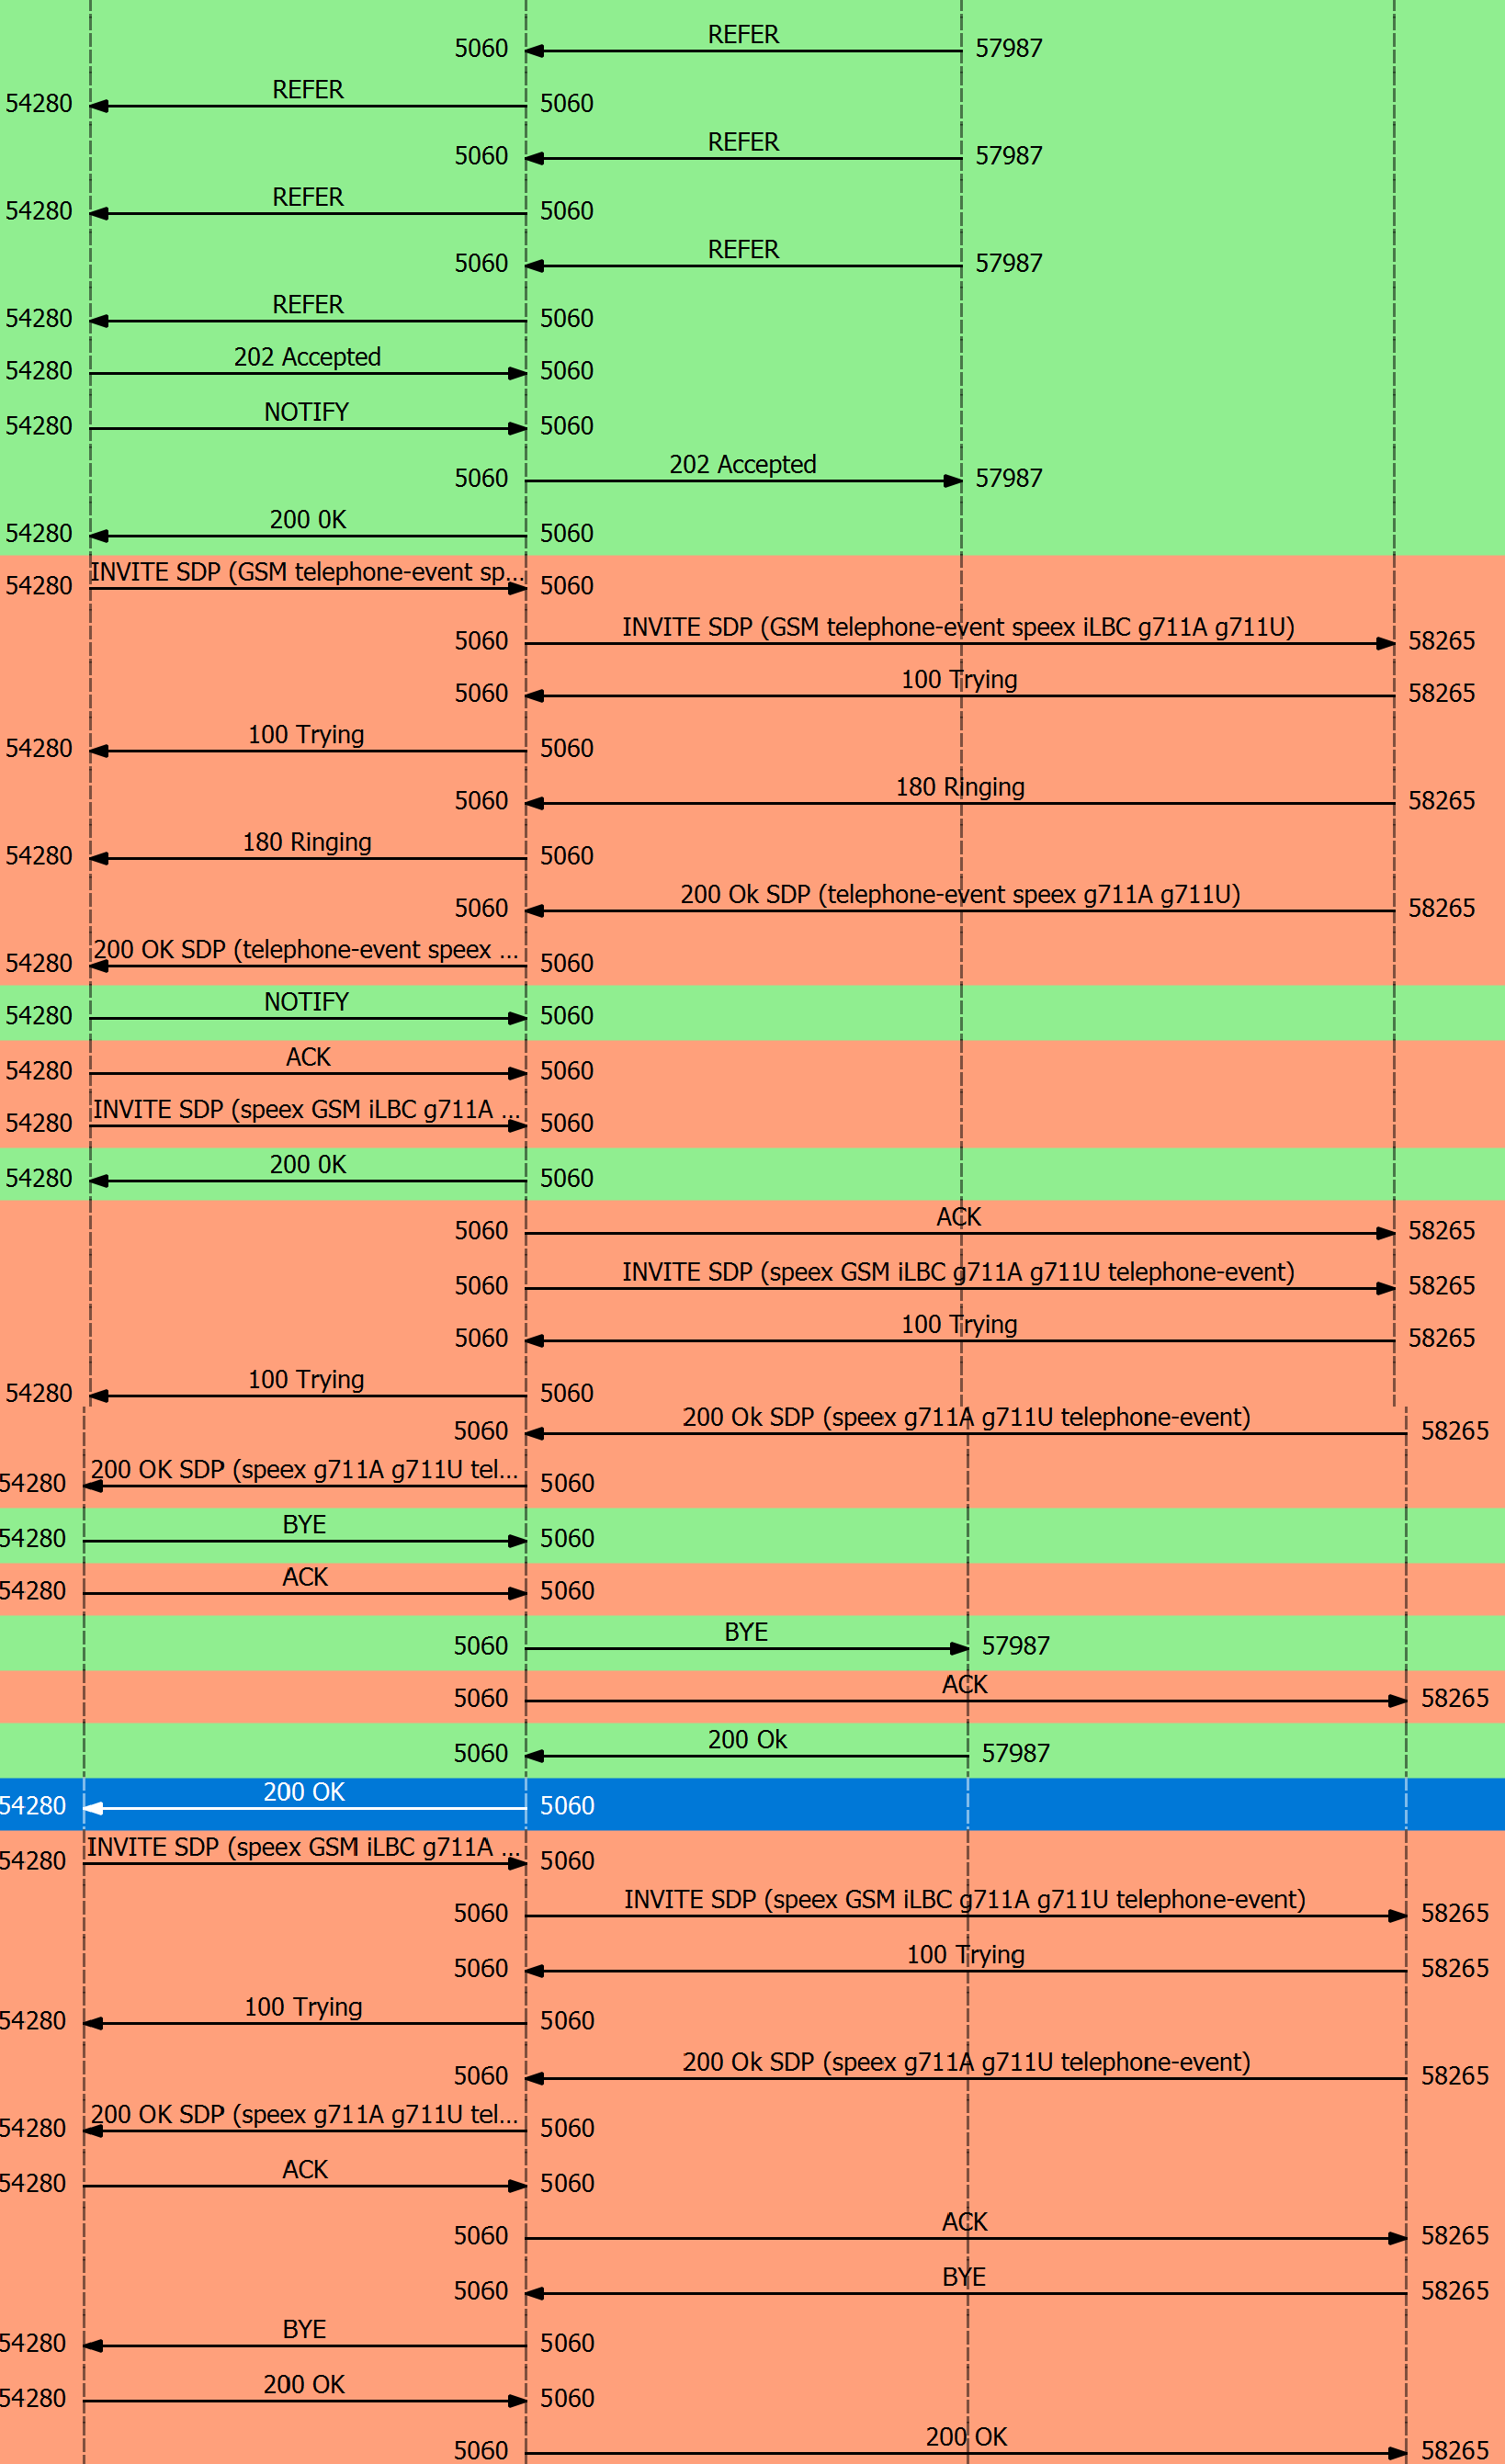 REFER
5060 57987
REFER
54280 5060
REFER
5060 57987
REFER
54280 5060
REFER
5060 57987
REFER
54280 5060
202 Accepted
54280 5060
NOTIFY
54280 5060
202 Accepted
5060 57987
200 0K
54280 5060
INVITE SDP (GSM telephone-event sp...
54280 5060
INVITE SDP (GSM telephone-event speex iLBC g711A g711U)
5060 58265
100 Trying
5060 58265
100 Trying
54280 5060
180 Ringing
5060 58265
180 Ringing
54280 5060
200 Ok SDP (telephone-event speex g711A g711U)
5060 58265
200 OK SDP (telephone-event speex ...
54280 5060
NOTIFY
54280 5060
ACK
54280 5060
INVITE SDP (speex GSM iLBC g711A ...
54280 5060
200 0K
54280 5060
ACK
5060 58265
INVITE SDP (speex GSM iLBC g711A g711U telephone-event)
5060 58265
100 Trying
5060 58265
100 Trying
54280 5060
200 Ok SDP (speex g711A g711U telephone-event)
5060 58265
200 OK SDP (speex g711A g711U tel...
54280 5060
BYE
54280 5060
ACK
54280 5060
BYE
5060 57987
ACK
5060 58265
200 Ok
5060 57987
200 OK
54280 5060
INVITE SDP (speex GSM iLBC g711A ...
54280 5060
INVITE SDP (speex GSM iLBC g711A g711U telephone-event)
5060 58265
100 Trying
5060 58265
100 Trying
54280 5060
200 Ok SDP (speex g711A g711U telephone-event)
5060 58265
200 OK SDP (speex g711A g711U tel...
54280 5060
ACK
54280 5060
ACK
5060 58265
BYE
5060 58265
BYE
54280 5060
200 OK
54280 5060
200 OK
5060 58265